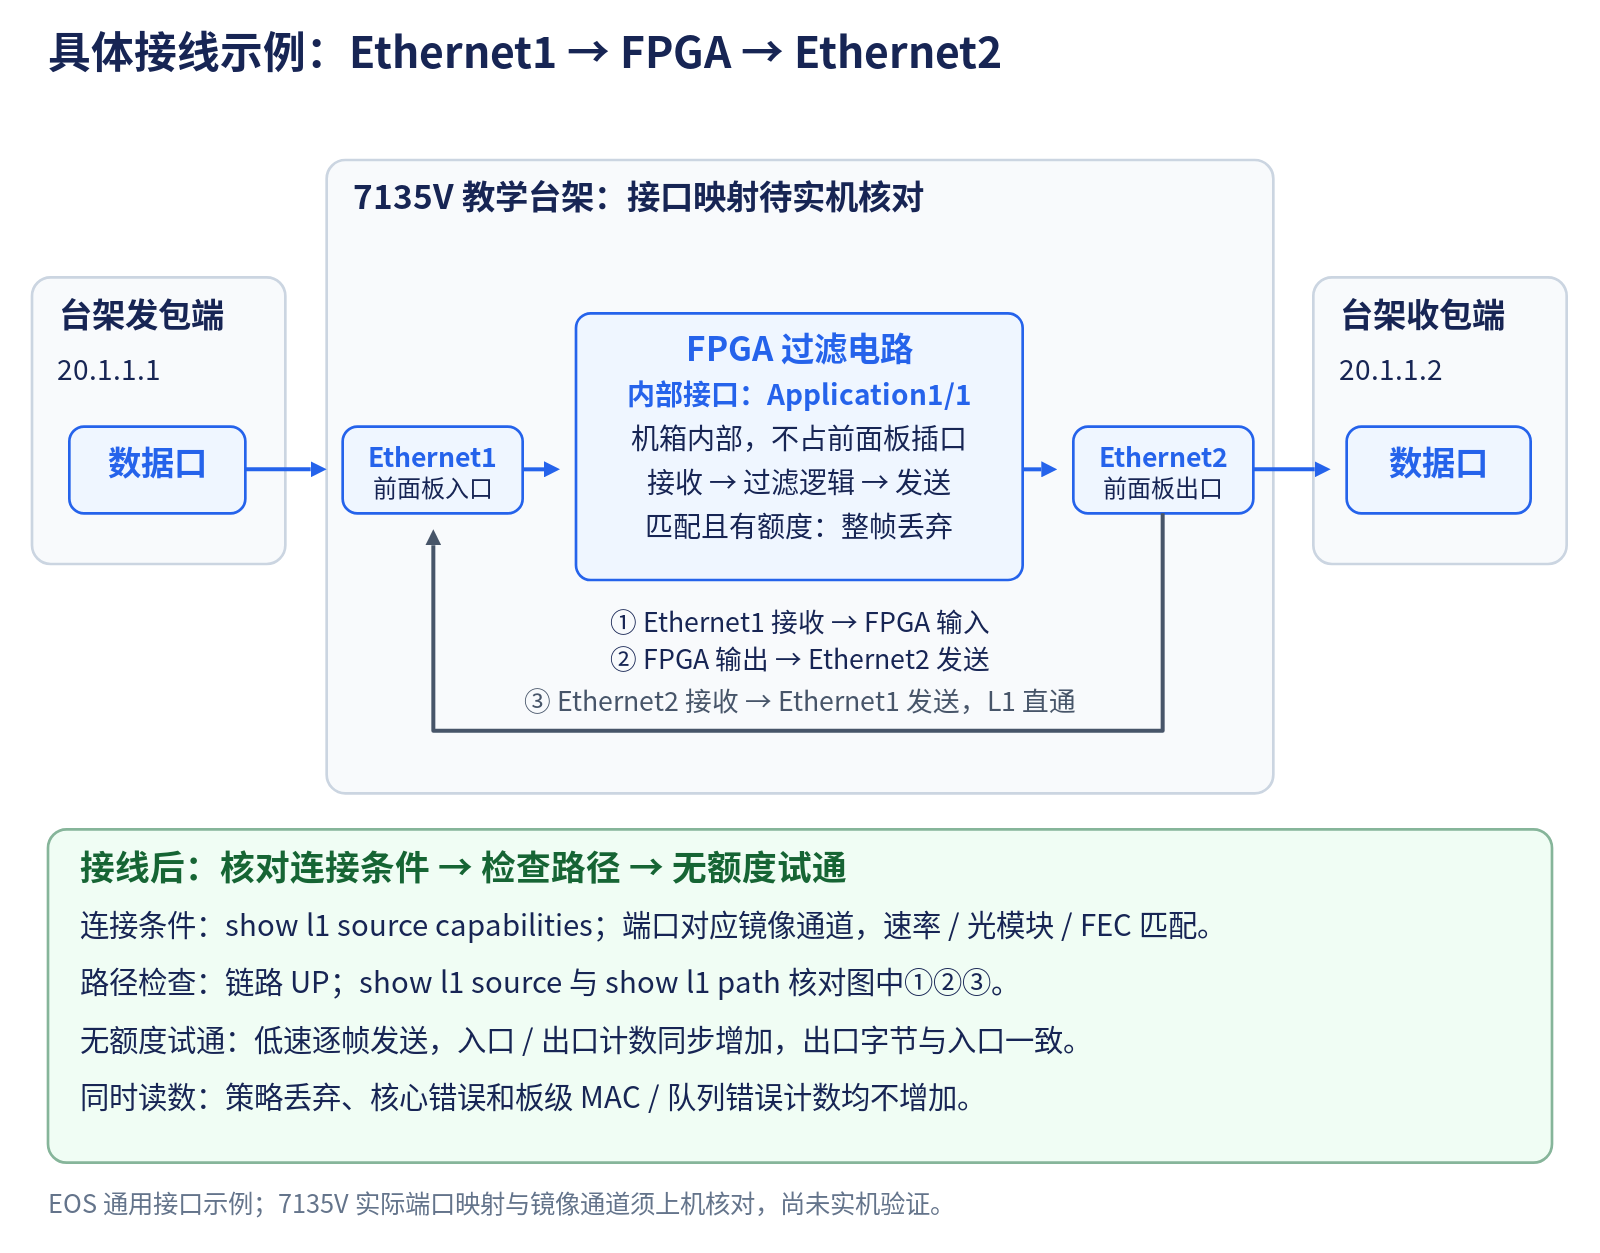 具体接线示例：Ethernet1 → FPGA → Ethernet2
7135V 教学台架：接口映射待实机核对
台架发包端
20.1.1.1
数据口
Ethernet1
前面板入口
FPGA 过滤电路
内部接口：Application1/1
机箱内部，不占前面板插口
接收 → 过滤逻辑 → 发送
匹配且有额度：整帧丢弃
Ethernet2
前面板出口
台架收包端
20.1.1.2
数据口
① Ethernet1 接收 → FPGA 输入
② FPGA 输出 → Ethernet2 发送
③ Ethernet2 接收 → Ethernet1 发送，L1 直通
接线后：核对连接条件 → 检查路径 → 无额度试通
连接条件：show l1 source capabilities；端口对应镜像通道，速率 / 光模块 / FEC 匹配。
路径检查：链路 UP；show l1 source 与 show l1 path 核对图中①②③。
无额度试通：低速逐帧发送，入口 / 出口计数同步增加，出口字节与入口一致。
同时读数：策略丢弃、核心错误和板级 MAC / 队列错误计数均不增加。
EOS 通用接口示例；7135V 实际端口映射与镜像通道须上机核对，尚未实机验证。